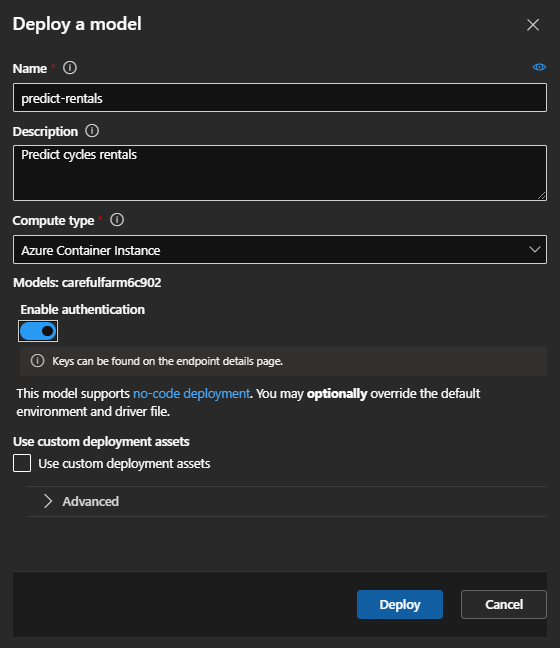 Deploy a model
Name *
predict-rentals
Description
Predict cycles rentals
Compute type *
Azure Container Instance
Models: carefulfarm6c902
Enable authentication
Keys can be found on the endpoint details page.
This model supports no-code deployment. You may optionally override the default
environment and driver file.
Use custom deployment assets
Use custom deployment assets
Advanced
Deploy
Cancel